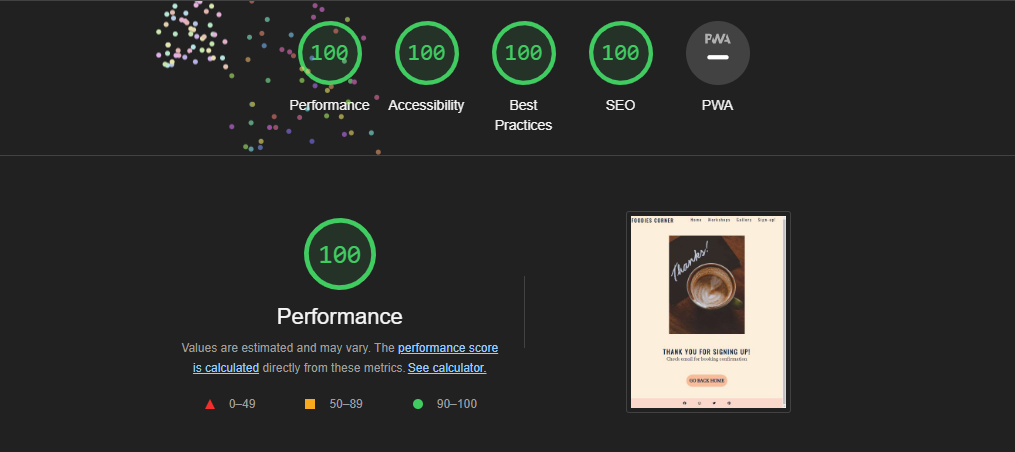 100 100 100 100 PWA
Performance Accessibility Best Practices SEO PWA
100
Performance
Values are estimated and may vary. The performance score
is calculated directly from these metrics. See calculator.
0–49 50–89 90–100
FOODIES CORNER Home Workshops Gallery Sign up!
Thanks!
THANK YOU FOR SIGNING UP!
Check email for booking confirmation.
GO BACK HOME